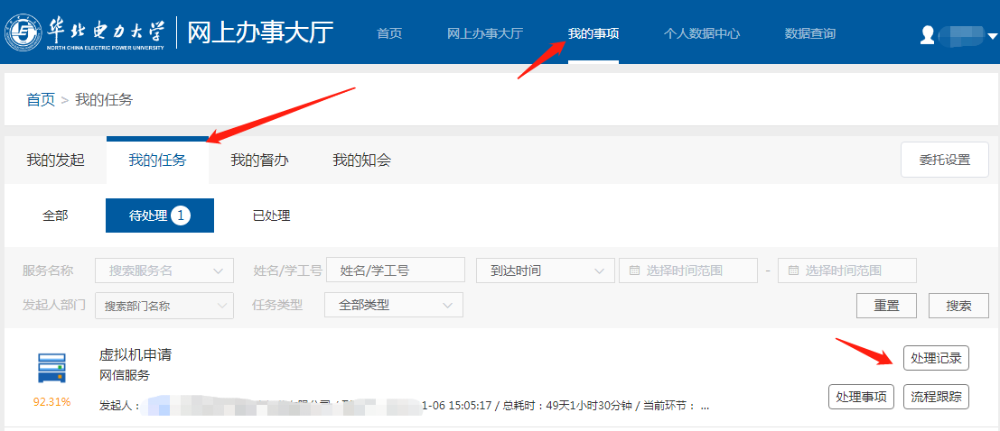 华北电力大学
NORTH CHINA ELECTRIC POWER UNIVERSITY
网上办事大厅
首页 网上办事大厅 我的事项 个人数据中心 数据查询
首页 > 我的任务
我的发起 我的任务 我的督办 我的知会 委托设置
全部 待处理 1 已处理
服务名称 搜索服务名 姓名/学工号 姓名/学工号 到达时间 选择时间范围 - 选择时间范围
发起人部门 搜索部门名称 任务类型 全部类型 重置 搜索
虚拟机申请 处理记录
网信服务
92.31% 发起人： 1-06 15:05:17 / 总耗时：49天1小时30分钟 / 当前环节： ... 处理事项 流程跟踪